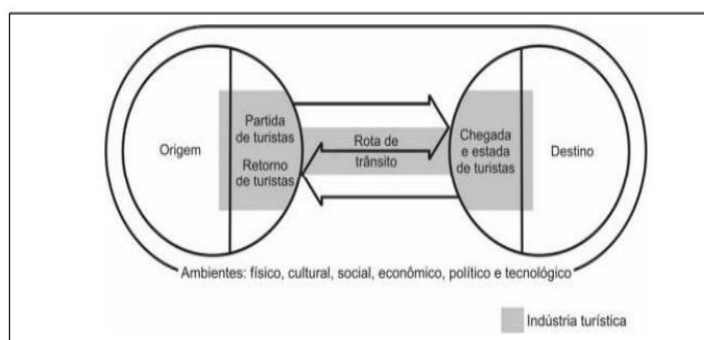 Origem
Partida
de turistas
Retorno
de turistas
Rota de
trânsito
Chegada
e estada
de turistas
Destino
Ambientes: físico, cultural, social, econômico, político e tecnológico
Indústria turística